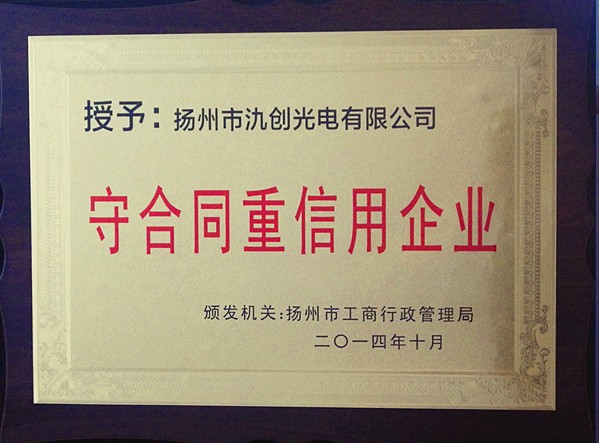 授予：扬州市氿创光电有限公司
守合同重信用企业
颁发机关:扬州市工商行政管理局
二〇一四年十月